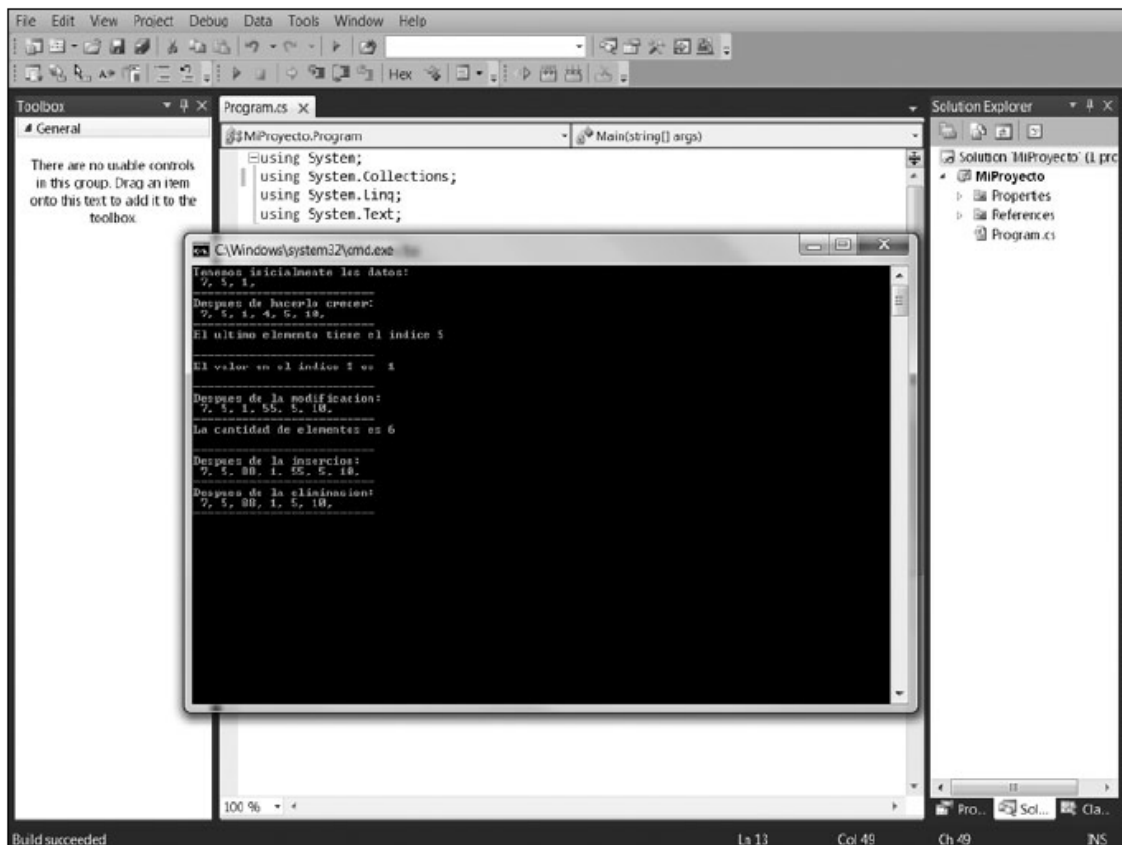 File Edit View Project Debug Data Tools Window Help
Hex
Toolbox
General
There are no usable controls
in this group. Drag an item
onto this text to add it to the
toolbox.
Program.cs
MiProyecto.Program
Main(string[] args)
using System;
using System.Collections;
using System.Linq;
using System.Text;
C:\Windows\system32\cmd.exe
Tenemos inicialmente los datos:
7, 5, 1,
Despues de hacerlo crecer:
7, 5, 1, 4, 5, 10,
El ultimo elemento tiene el indice 5
El valor en el indice es 1
Despues de la modificacion:
7, 5, 1, 55, 5, 10,
La cantidad de elementos es 6
Despues de la insercion:
7, 5, 88, 1, 55, 5, 10,
Despues de la eliminacion:
7, 5, 88, 1, 5, 10,
100 %
Solution Explorer
Solution 'MiProyecto' (1 proc
MiProyecto
Properties
References
Program.cs
Pro... Sol... Cla...
Build succeeded
Ln 13 Col 49 Ch 49 INS